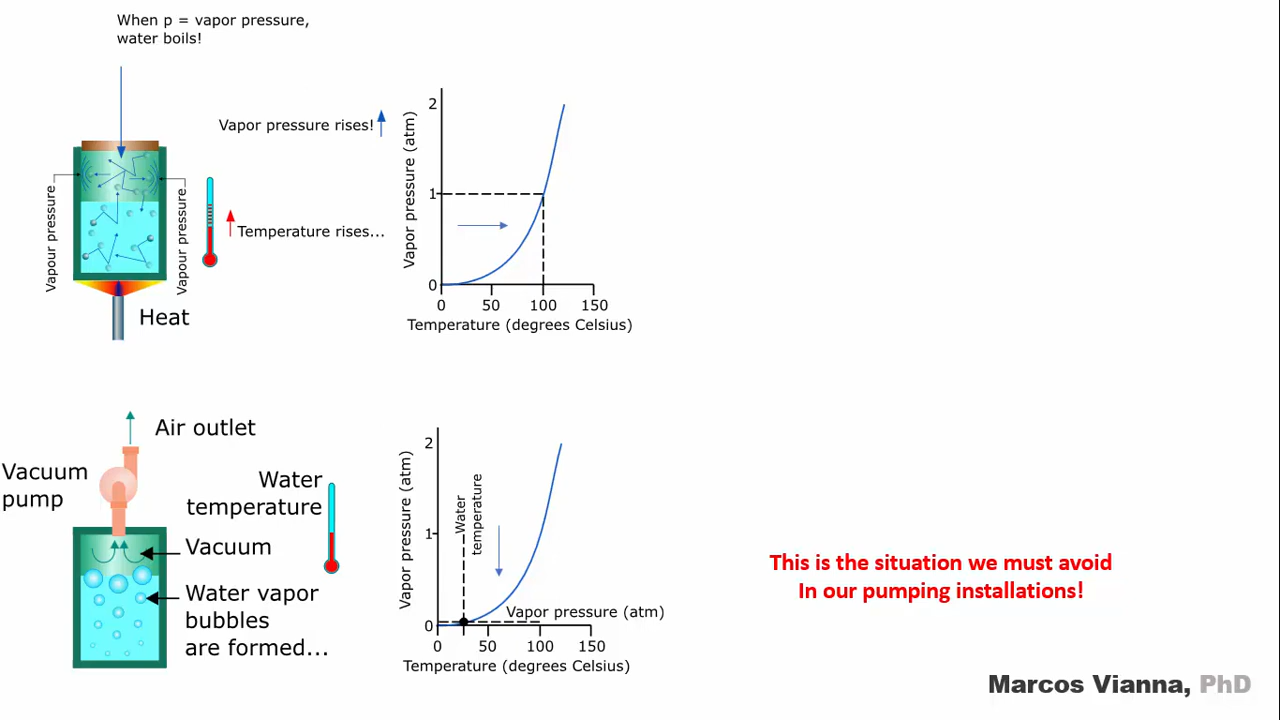 When p = vapor pressure,
water boils!
Vapor pressure rises!
Vapour pressure
Vapour pressure
Temperature rises...
Heat
Vapor pressure (atm)
2
1
0
0 50 100 150
Temperature (degrees Celsius)
Air outlet
Vacuum
pump
Water
temperature
Vacuum
Water vapor
bubbles
are formed...
Vapor pressure (atm)
2
1
0
Water
temperature
Vapor pressure (atm)
0 50 100 150
Temperature (degrees Celsius)
This is the situation we must avoid
In our pumping installations!
Marcos Vianna, PhD